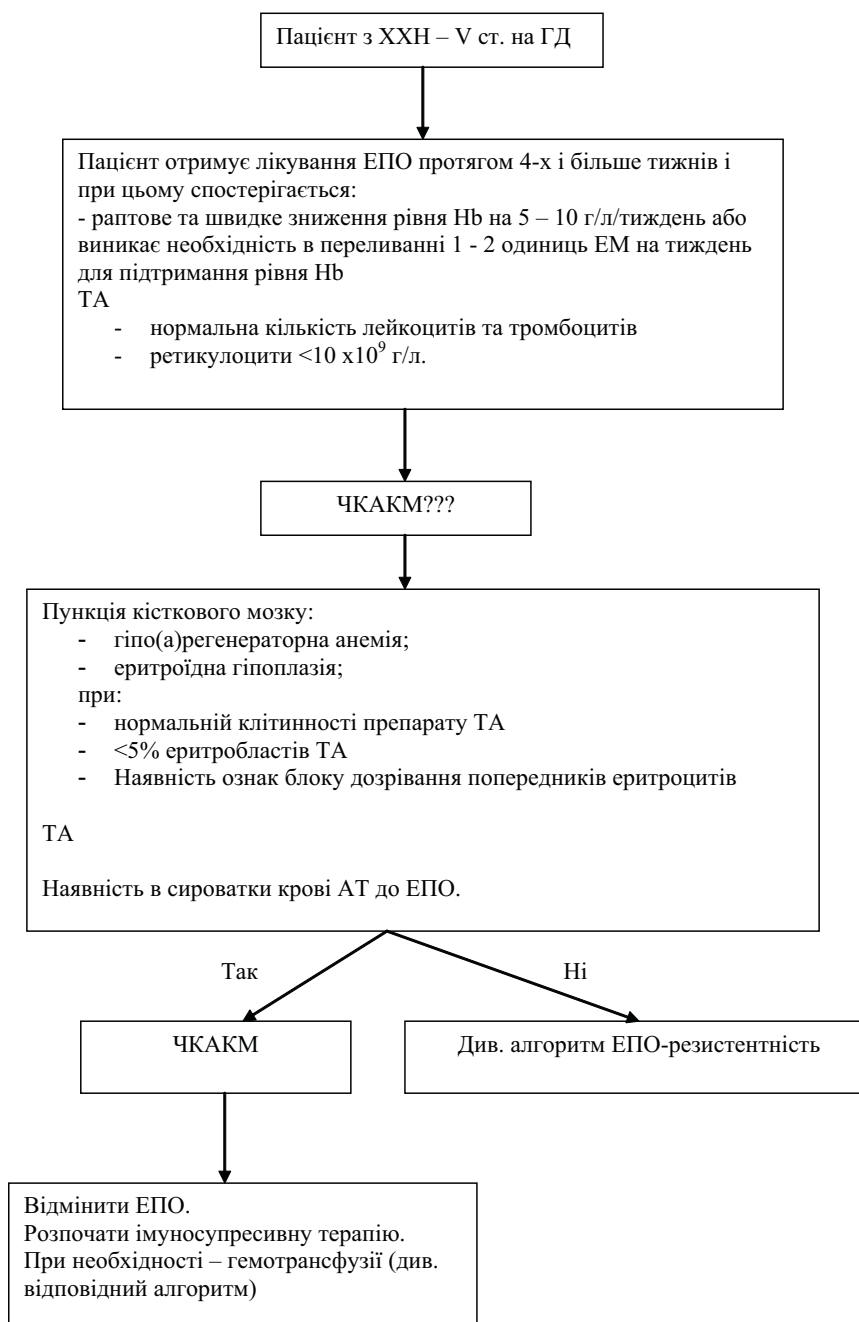 Пацієнт з ХХН – V ст. на ГД
Пацієнт отримує лікування ЕПО протягом 4-х і більше тижнів і
при цьому спостерігається:
- раптове та швидке зниження рівня Hb на 5 – 10 г/л/тиждень або
виникає необхідність в переливанні 1 - 2 одиниць ЕМ на тиждень
для підтримання рівня Hb
ТА
- нормальна кількість лейкоцитів та тромбоцитів
- ретикулоцити <10 х10⁹ г/л.
ЧКАКМ???
Пункція кісткового мозку:
- гіпо(а)регенераторна анемія;
- еритроїдна гіпоплазія;
при:
- нормальній клітинності препарату ТА
- <5% еритробластів ТА
- Наявність ознак блоку дозрівання попередників еритроцитів
ТА
Наявність в сироватки крові АТ до ЕПО.
Так Ні
ЧКАКМ
Див. алгоритм ЕПО-резистентність
Відмінити ЕПО.
Розпочати імуносупресивну терапію.
При необхідності – гемотрансфузії (див.
відповідний алгоритм)